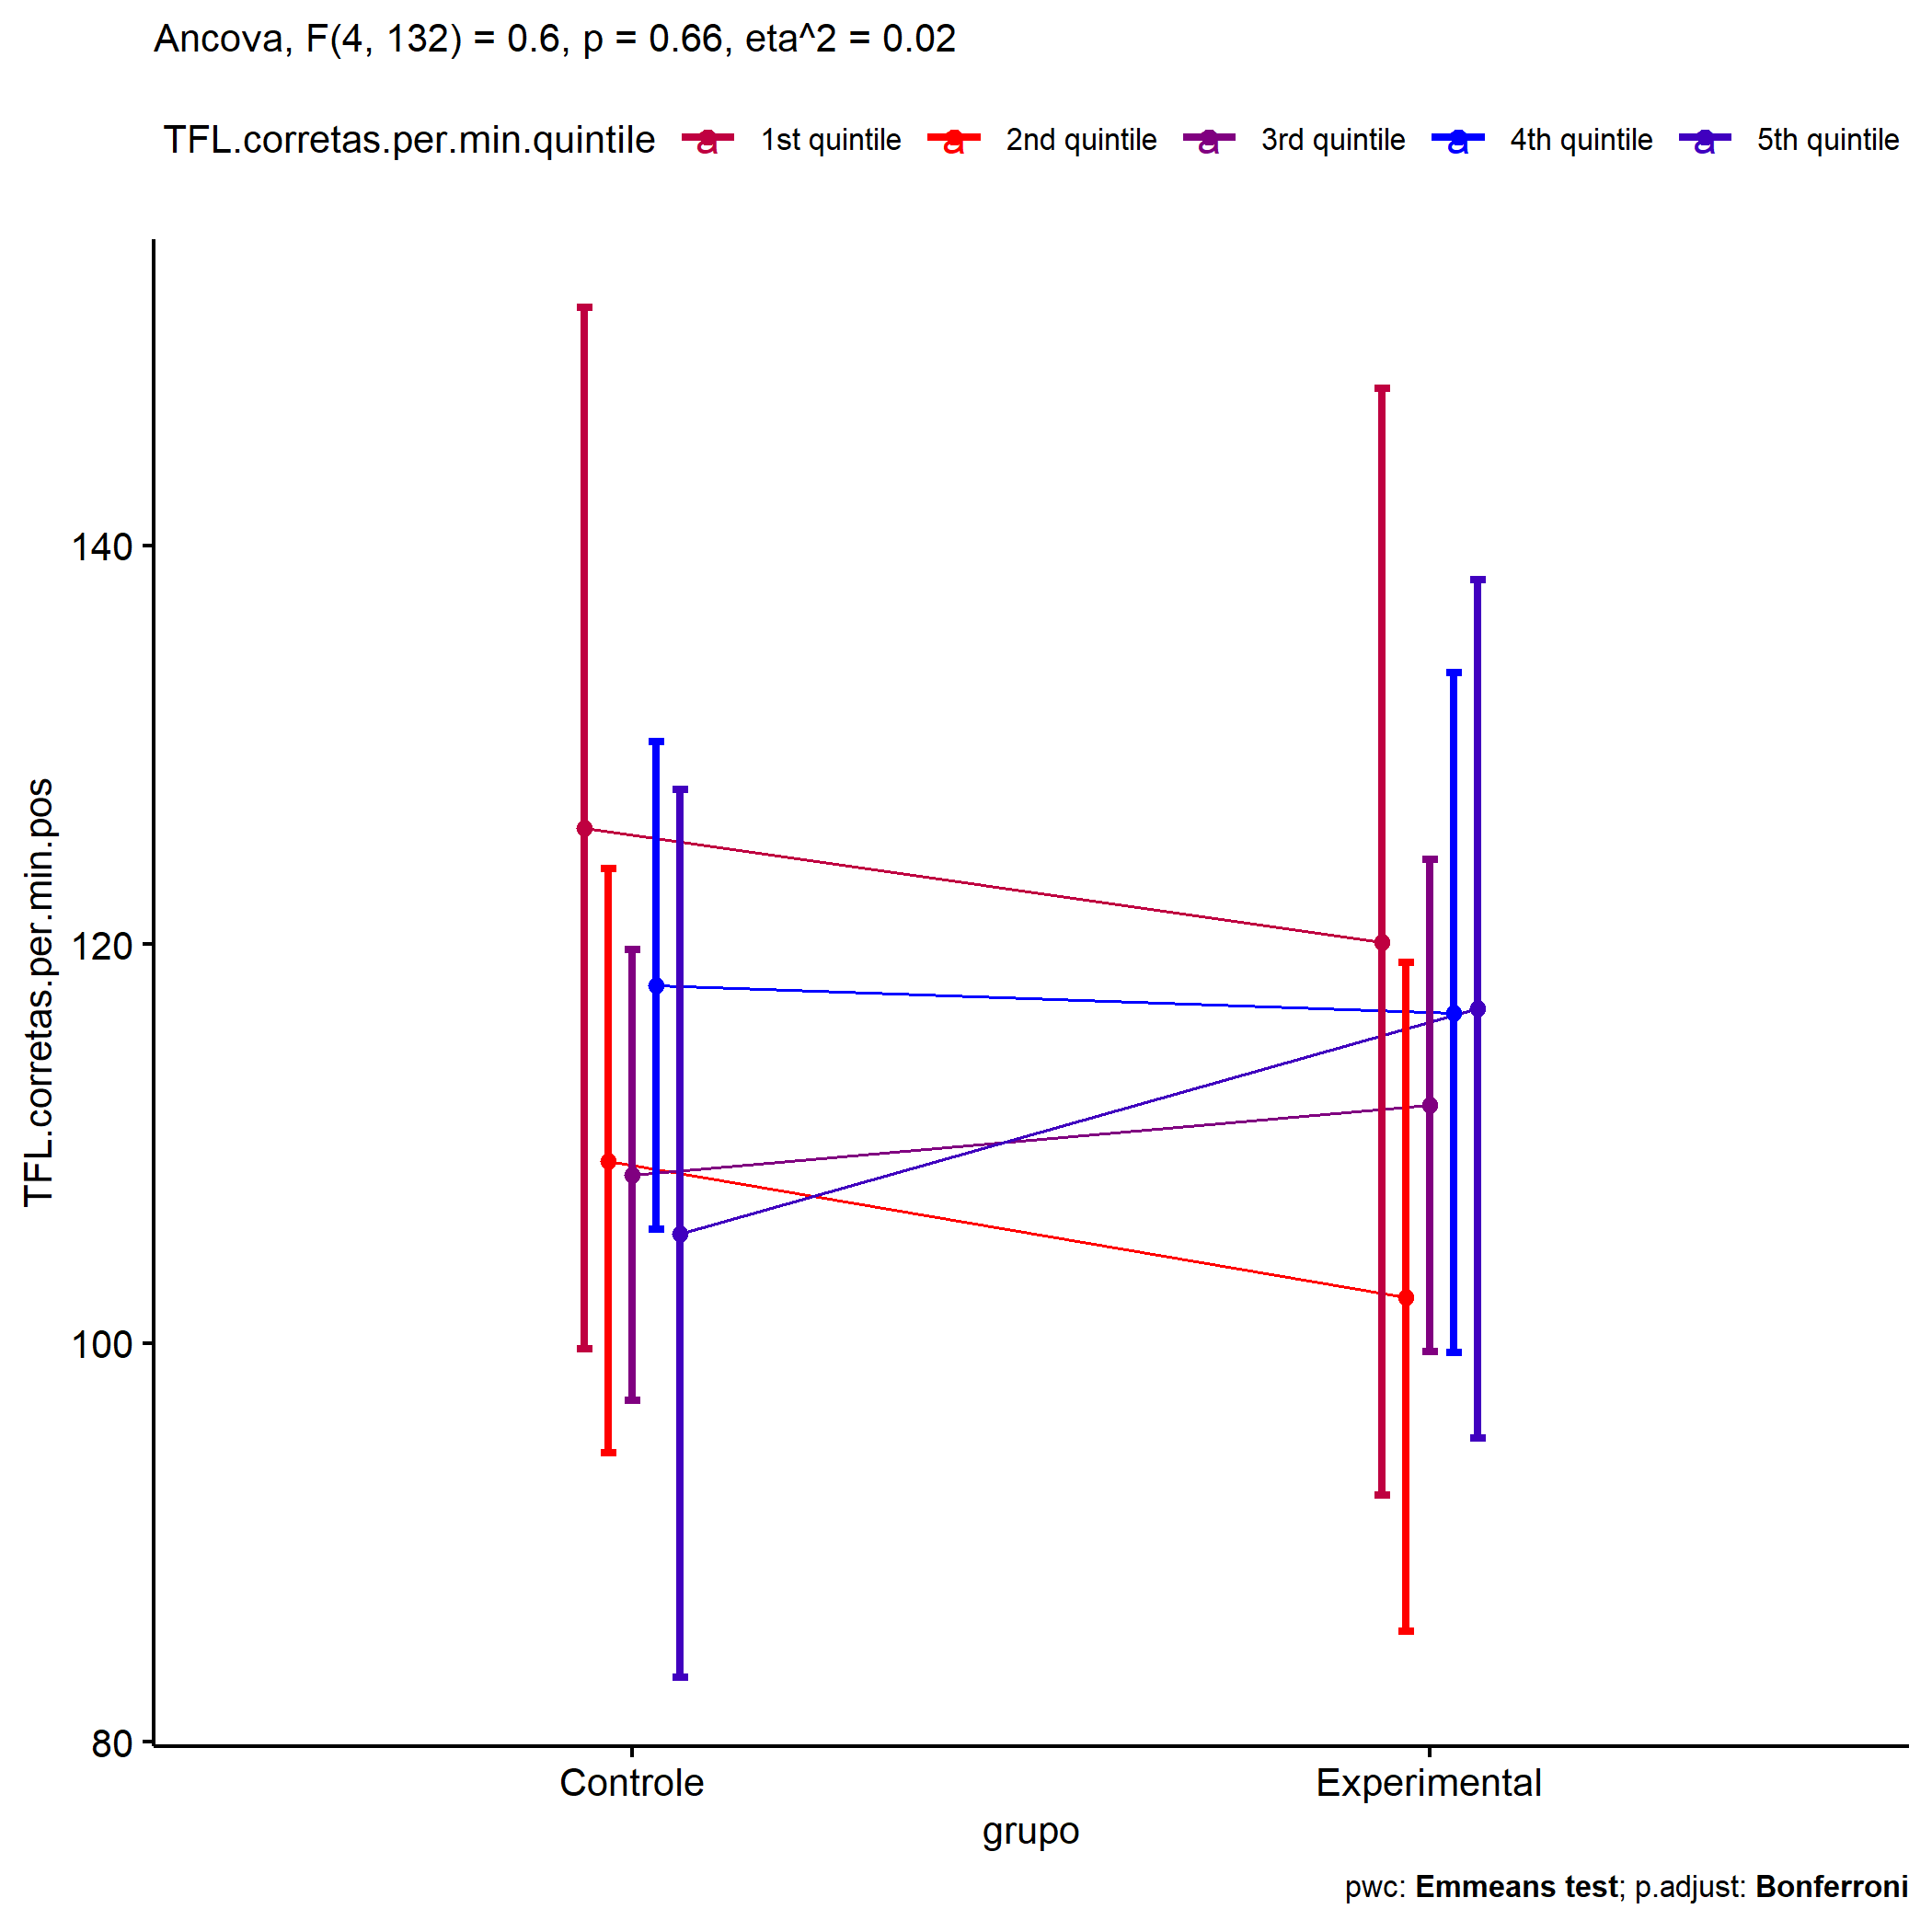 Ancova, F(4, 132) = 0.6, p = 0.66, eta^2 = 0.02
TFL.corretas.per.min.quintile a 1st quintile a 2nd quintile a 3rd quintile a 4th quintile a 5th quintile
TFL.corretas.per.min.pos
140
120
100
80
Controle Experimental
grupo
pwc: Emmeans test; p.adjust: Bonferroni